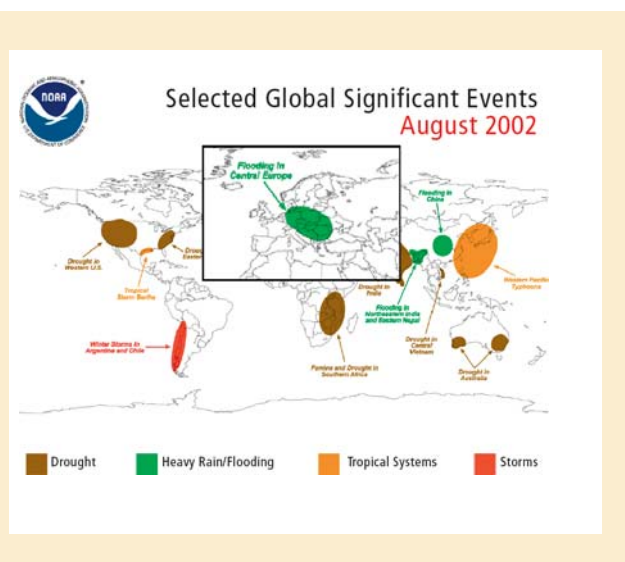 NOAA
Selected Global Significant Events
August 2002
Flooding in
Central Europe
Flooding in
China
Drought in
Western U.S.
Drou
Eastern
Tropical
Storm Bertha
Drought in
India
Western Pacific
Typhoons
Flooding in
Northeastern India
and Eastern Nepal
Winter Storms in
Argentina and Chile
Drought in
Central
Vietnam
Famine and Drought in
Southern Africa
Drought in
Australia
Drought
Heavy Rain/Flooding
Tropical Systems
Storms